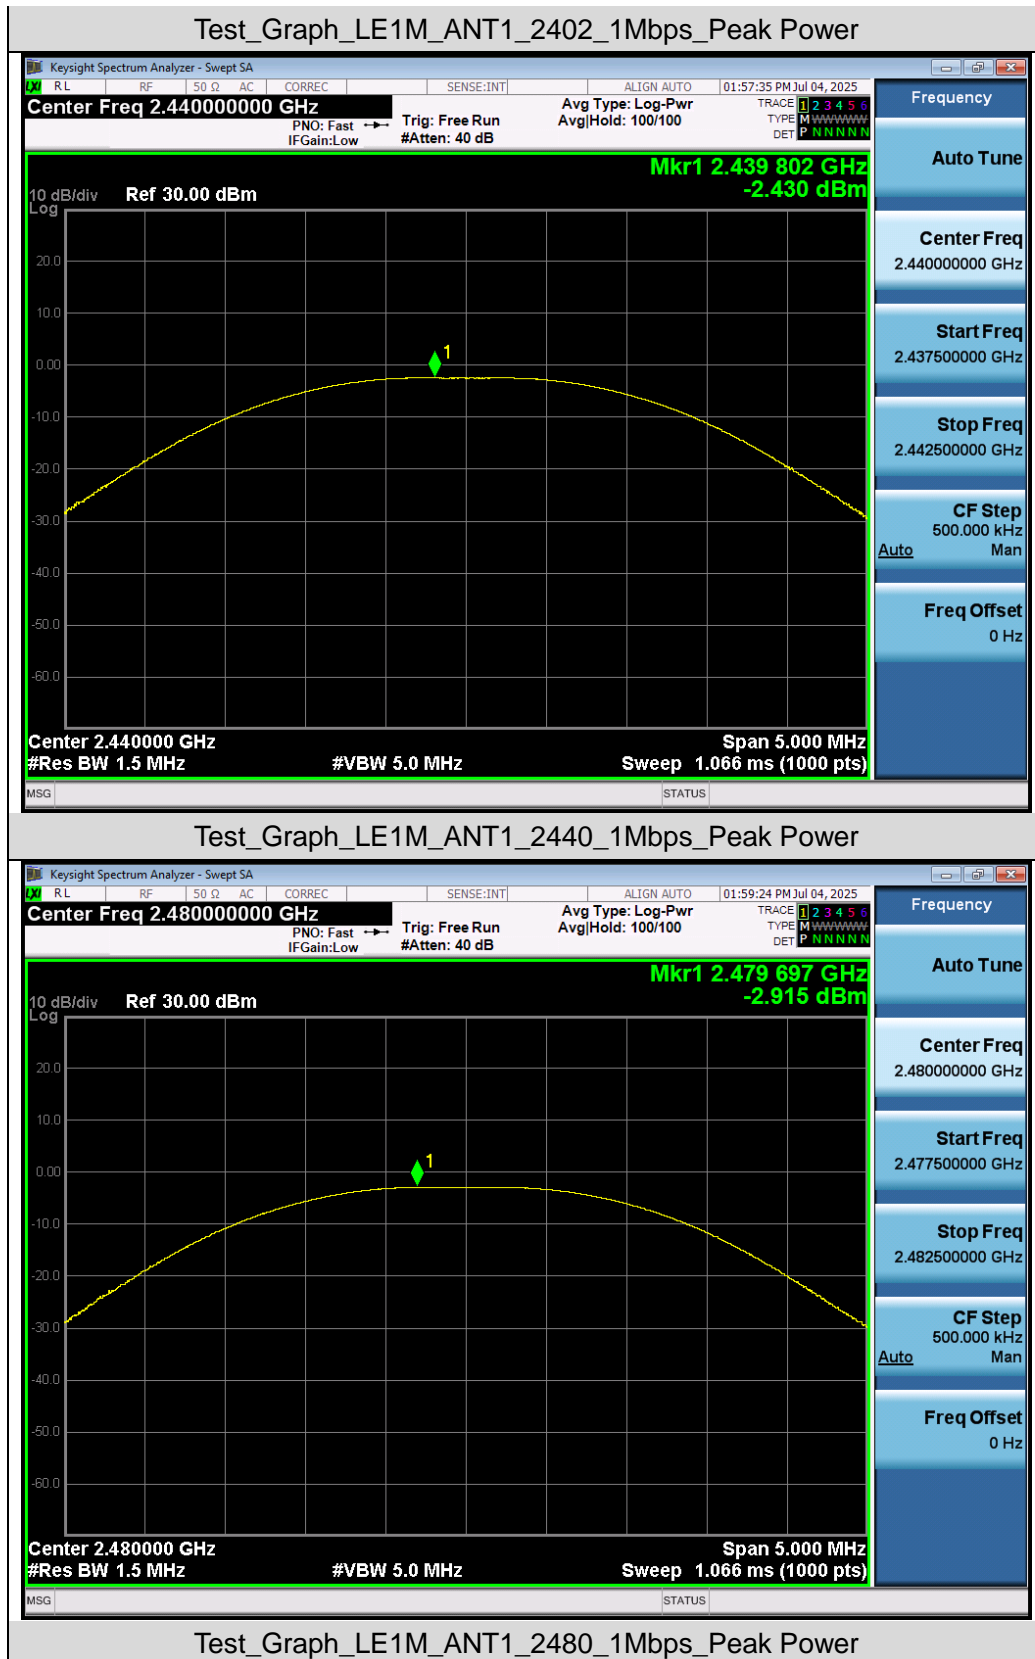 Test_Graph_LE1M_ANT1_2402_1Mbps_Peak Power
Keysight Spectrum Analyzer - Swept SA
LXI RL RF 50 Ω AC CORREC SENSE:INT ALIGN AUTO 01:57:35 PM Jul 04, 2025
Center Freq 2.440000000 GHz
PNO: Fast
IFGain:Low
Trig: Free Run
#Atten: 40 dB
Avg Type: Log-Pwr
Avg|Hold: 100/100
TRACE 1 2 3 4 5 6
TYPE M WWWWW
DET P N N N N N
Mkr1 2.439 802 GHz
-2.430 dBm
10 dB/div Ref 30.00 dBm
Log
20.0
10.0
1
0.00
-10.0
-20.0
-30.0
-40.0
-50.0
-60.0
Center 2.440000 GHz Span 5.000 MHz
#Res BW 1.5 MHz #VBW 5.0 MHz Sweep 1.066 ms (1000 pts)
MSG STATUS
Frequency
Auto Tune
Center Freq
2.440000000 GHz
Start Freq
2.437500000 GHz
Stop Freq
2.442500000 GHz
CF Step
500.000 kHz
Auto Man
Freq Offset
0 Hz
Test_Graph_LE1M_ANT1_2440_1Mbps_Peak Power
Keysight Spectrum Analyzer - Swept SA
LXI RL RF 50 Ω AC CORREC SENSE:INT ALIGN AUTO 01:59:24 PM Jul 04, 2025
Center Freq 2.480000000 GHz
PNO: Fast
IFGain:Low
Trig: Free Run
#Atten: 40 dB
Avg Type: Log-Pwr
Avg|Hold: 100/100
TRACE 1 2 3 4 5 6
TYPE M WWWWW
DET P N N N N N
Mkr1 2.479 697 GHz
-2.915 dBm
10 dB/div Ref 30.00 dBm
Log
20.0
10.0
1
0.00
-10.0
-20.0
-30.0
-40.0
-50.0
-60.0
Center 2.480000 GHz Span 5.000 MHz
#Res BW 1.5 MHz #VBW 5.0 MHz Sweep 1.066 ms (1000 pts)
MSG STATUS
Frequency
Auto Tune
Center Freq
2.480000000 GHz
Start Freq
2.477500000 GHz
Stop Freq
2.482500000 GHz
CF Step
500.000 kHz
Auto Man
Freq Offset
0 Hz
Test_Graph_LE1M_ANT1_2480_1Mbps_Peak Power